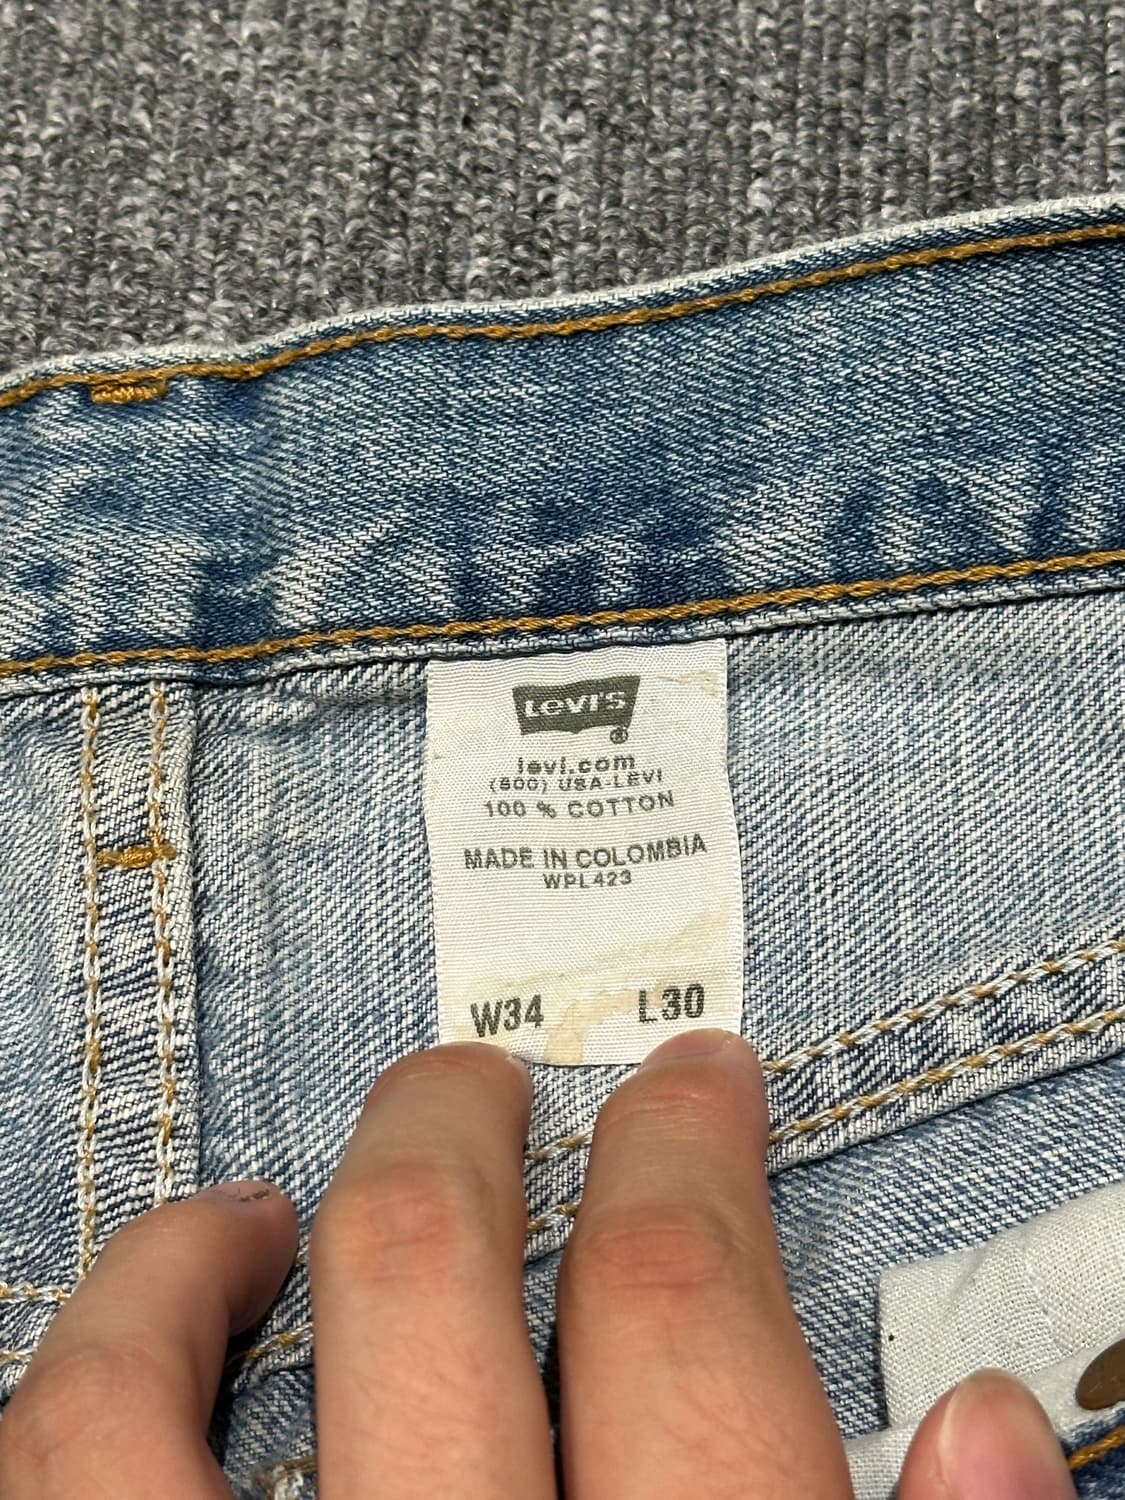 LEVI'S
®
levi.com
(800) USA-LEVI
100 % COTTON
MADE IN COLOMBIA
WPL423
W34 L30